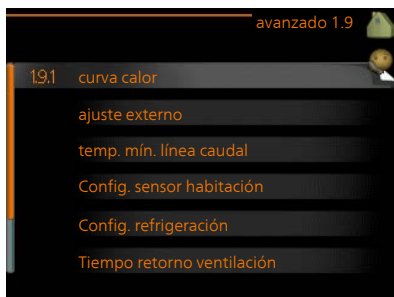 avanzado 1.9
1.9.1 curva calor
ajuste externo
temp. mín. línea caudal
Config. sensor habitación
Config. refrigeración
Tiempo retorno ventilación